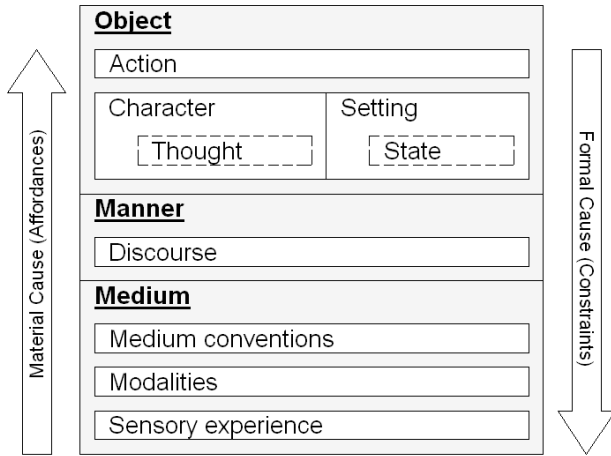 Object
Action
Character
Setting
Thought
State
Manner
Discourse
Medium
Medium conventions
Modalities
Sensory experience
Material Cause (Affordances)
Formal Cause (Constraints)